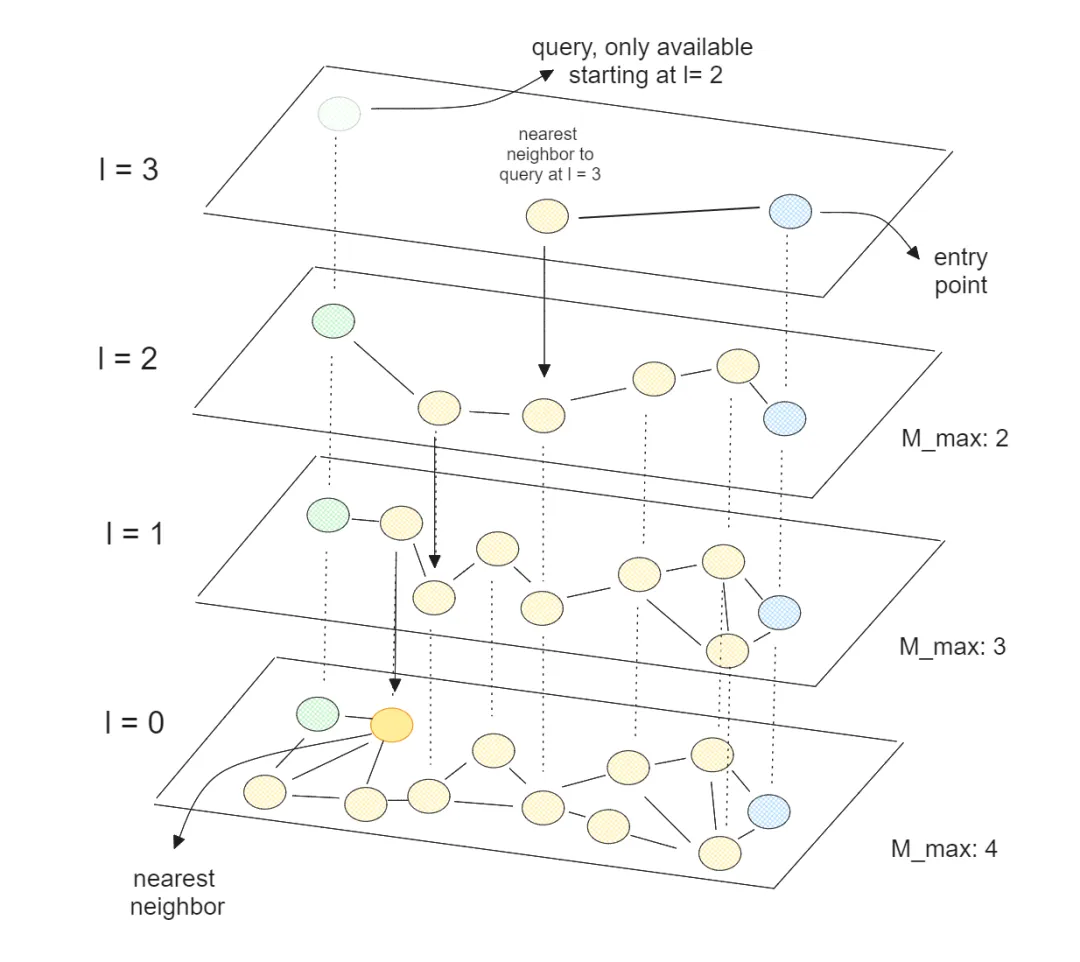 query, only available
starting at l= 2
nearest
neighbor to
query at l = 3
l = 3
entry
point
l = 2
M_max: 2
l = 1
M_max: 3
l = 0
M_max: 4
nearest
neighbor